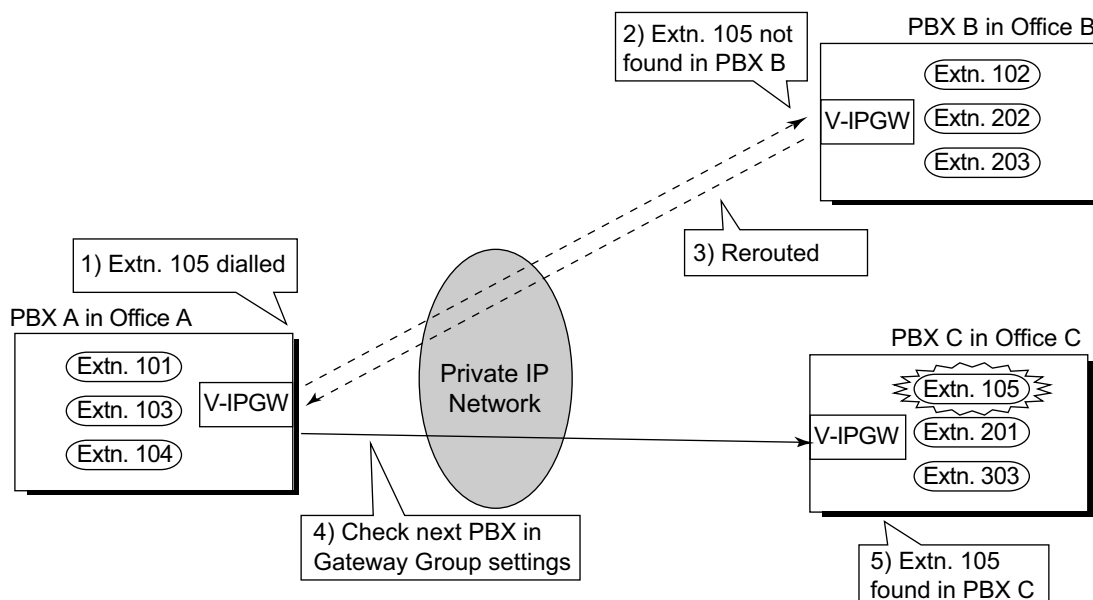 2) Extn. 105 not
found in PBX B
PBX B in Office B
Extn. 102
V-IPGW
Extn. 202
Extn. 203
3) Rerouted
1) Extn. 105 dialled
PBX A in Office A
Extn. 101
V-IPGW
Extn. 103
Extn. 104
Private IP
Network
PBX C in Office C
Extn. 105
V-IPGW
Extn. 201
Extn. 303
4) Check next PBX in
Gateway Group settings
5) Extn. 105
found in PBX C